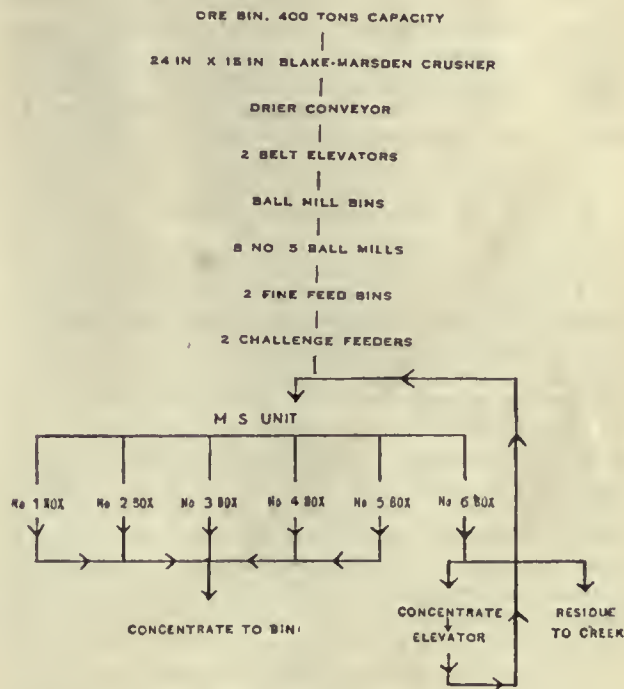 ORE BIN. 400 TONS CAPACITY
24 IN X 15 IN BLAKE-MARSDEN CRUSHER
DRIER CONVEYOR
2 BELT ELEVATORS
BALL MILL BINS
8 NO 5 BALL MILLS
2 FINE FEED BINS
2 CHALLENGE FEEDERS
M S UNIT
No 1 BOX No 2 BOX No 3 BOX No 4 BOX No 5 BOX No 6 BOX
CONCENTRATE TO BIN
CONCENTRATE
ELEVATOR
RESIDUE
TO CREEK